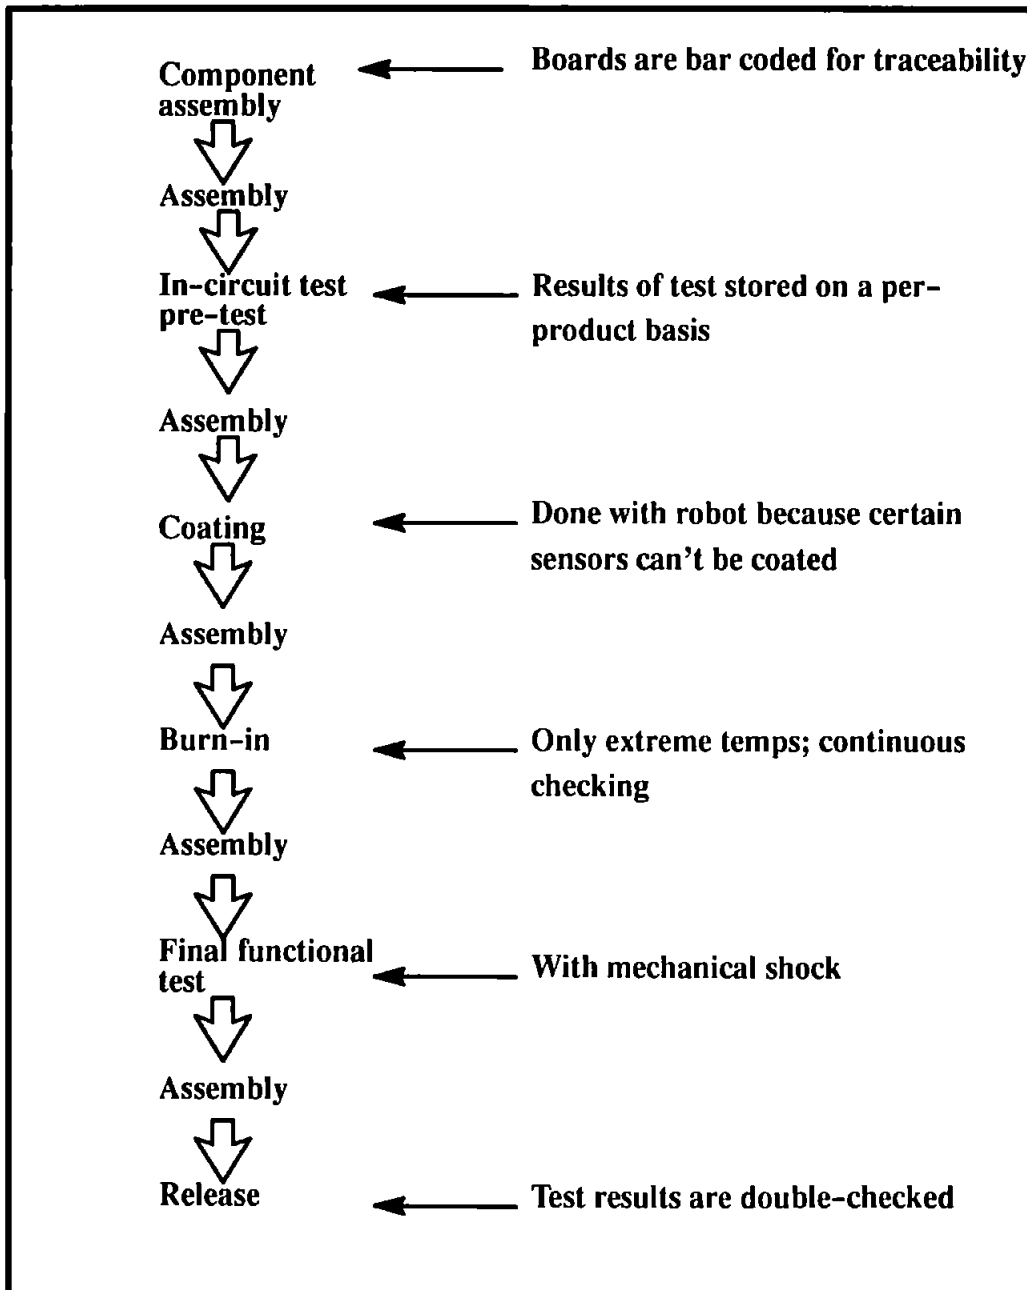 Component
assembly
Boards are bar coded for traceability
Assembly
In-circuit test
pre-test
Results of test stored on a per-
product basis
Assembly
Coating
Done with robot because certain
sensors can't be coated
Assembly
Burn-in
Only extreme temps; continuous
checking
Assembly
Final functional
test
With mechanical shock
Assembly
Release
Test results are double-checked